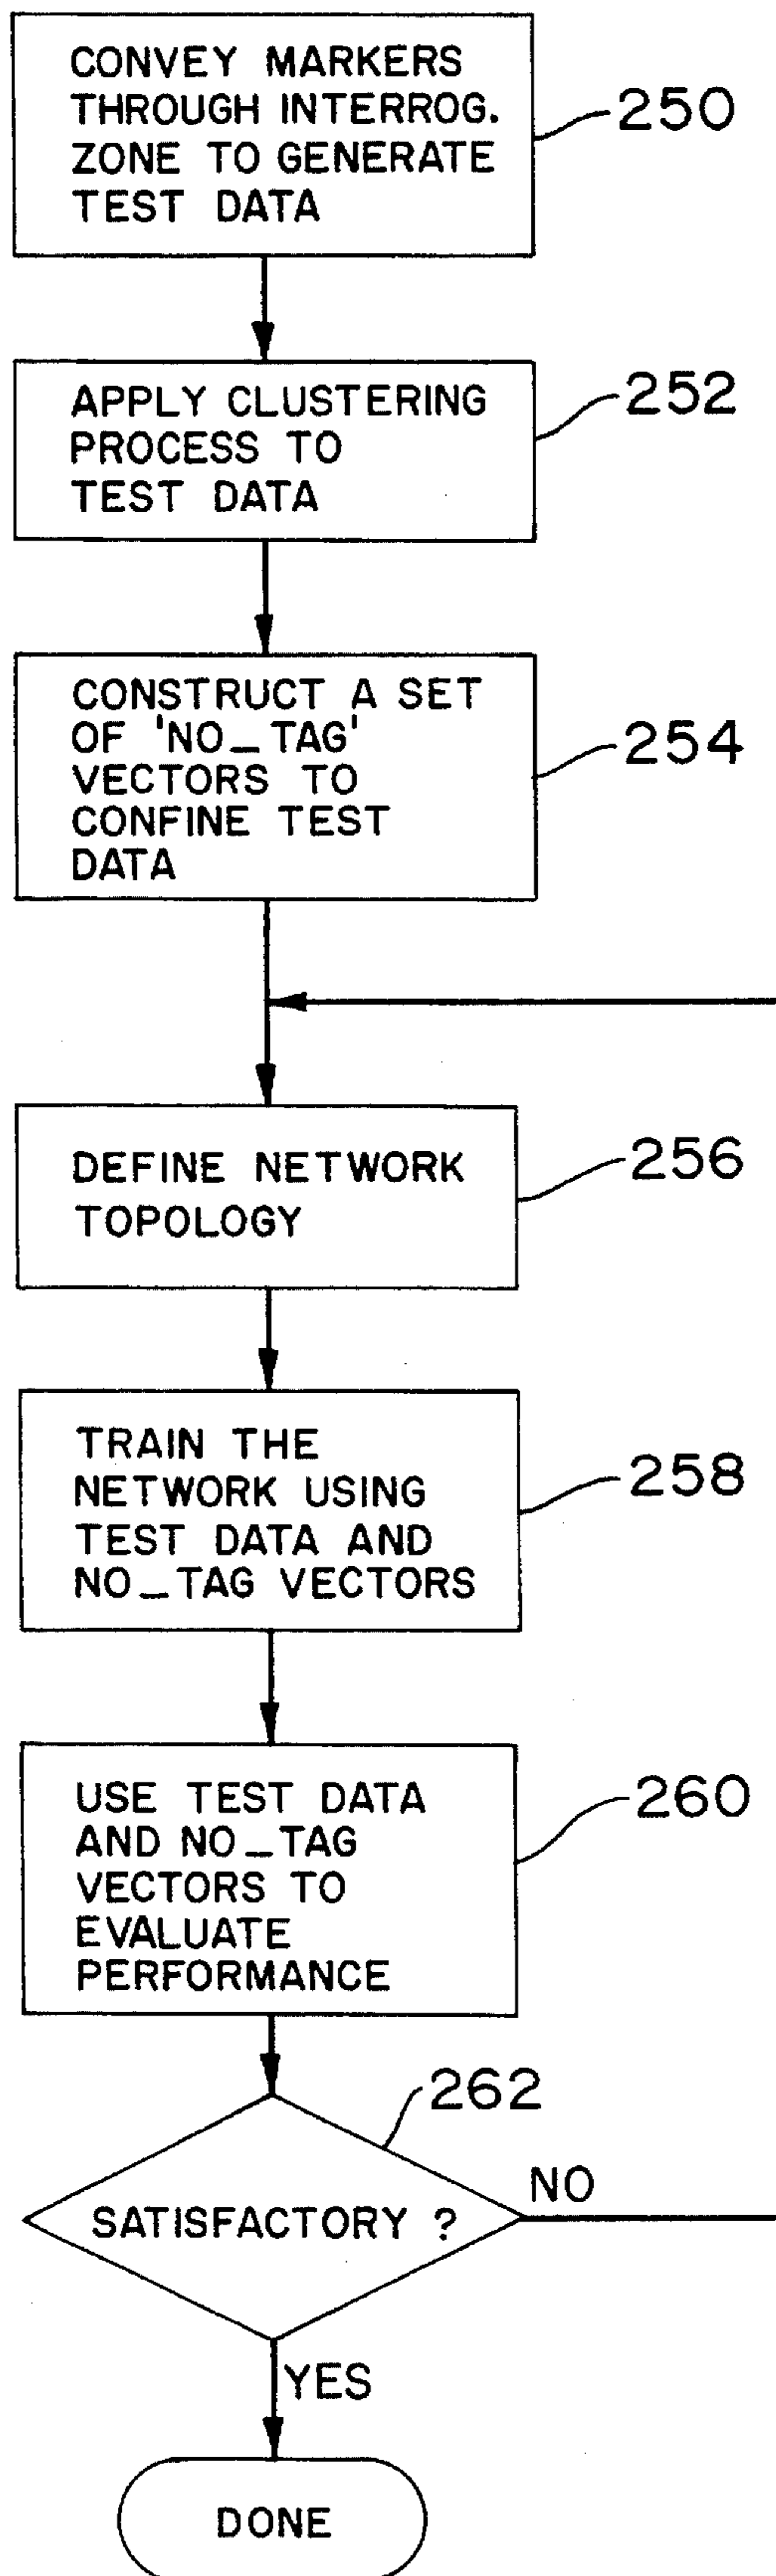 CONVEY MARKERS
THROUGH INTERROG.
ZONE TO GENERATE
TEST DATA
250
APPLY CLUSTERING
PROCESS TO
TEST DATA
252
CONSTRUCT A SET
OF 'NO_TAG'
VECTORS TO
CONFINE TEST
DATA
254
DEFINE NETWORK
TOPOLOGY
256
TRAIN THE
NETWORK USING
TEST DATA AND
NO_TAG VECTORS
258
USE TEST DATA
AND NO_TAG
VECTORS TO
EVALUATE
PERFORMANCE
260
262
SATISFACTORY ?
NO
YES
DONE